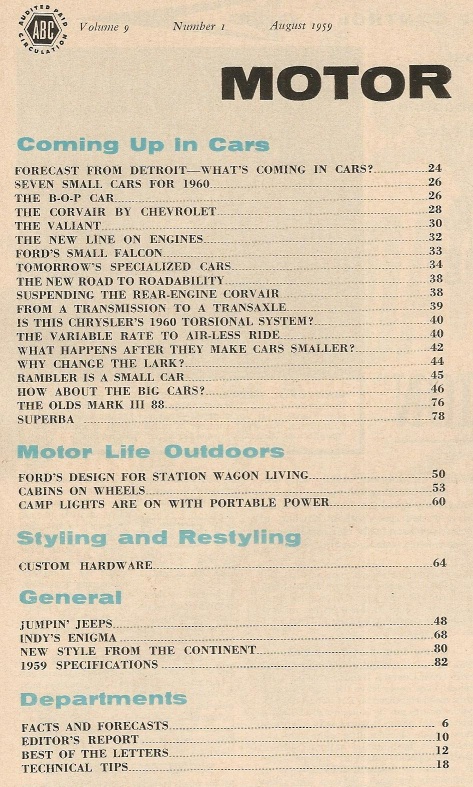 AUDITED PAID
ABC
CIRCULATION
Volume 9 Number 1 August 1959
MOTOR
Coming Up in Cars
FORECAST FROM DETROIT—WHAT'S COMING IN CARS? 24
SEVEN SMALL CARS FOR 1960 26
THE B-O-P CAR 26
THE CORVAIR BY CHEVROLET 28
THE VALIANT 30
THE NEW LINE ON ENGINES 32
FORD'S SMALL FALCON 33
TOMORROW'S SPECIALIZED CARS 34
THE NEW ROAD TO ROADABILITY 38
SUSPENDING THE REAR-ENGINE CORVAIR 38
FROM A TRANSMISSION TO A TRANSAXLE 39
IS THIS CHRYSLER'S 1960 TORSIONAL SYSTEM? 40
THE VARIABLE RATE TO AIR-LESS RIDE 40
WHAT HAPPENS AFTER THEY MAKE CARS SMALLER? 42
WHY CHANGE THE LARK? 44
RAMBLER IS A SMALL CAR 45
HOW ABOUT THE BIG CARS? 46
THE OLDS MARK III 88 76
SUPERBA 78
Motor Life Outdoors
FORD'S DESIGN FOR STATION WAGON LIVING 50
CABINS ON WHEELS 53
CAMP LIGHTS ARE ON WITH PORTABLE POWER 60
Styling and Restyling
CUSTOM HARDWARE 64
General
JUMPIN' JEEPS 48
INDY'S ENIGMA 68
NEW STYLE FROM THE CONTINENT 80
1959 SPECIFICATIONS 82
Departments
FACTS AND FORECASTS 6
EDITOR'S REPORT 10
BEST OF THE LETTERS 12
TECHNICAL TIPS 18